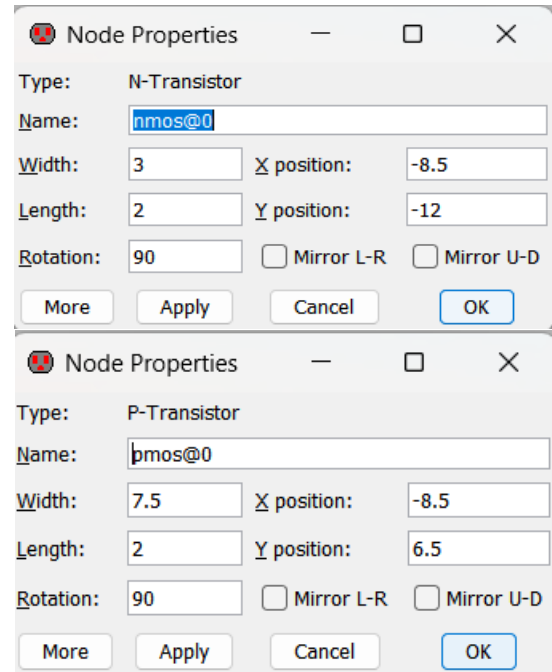 Node Properties
Type: N-Transistor
Name: nmos@0
Width: 3 X position: -8.5
Length: 2 Y position: -12
Rotation: 90 Mirror L-R Mirror U-D
More Apply Cancel OK
Node Properties
Type: P-Transistor
Name: pmos@0
Width: 7.5 X position: -8.5
Length: 2 Y position: 6.5
Rotation: 90 Mirror L-R Mirror U-D
More Apply Cancel OK